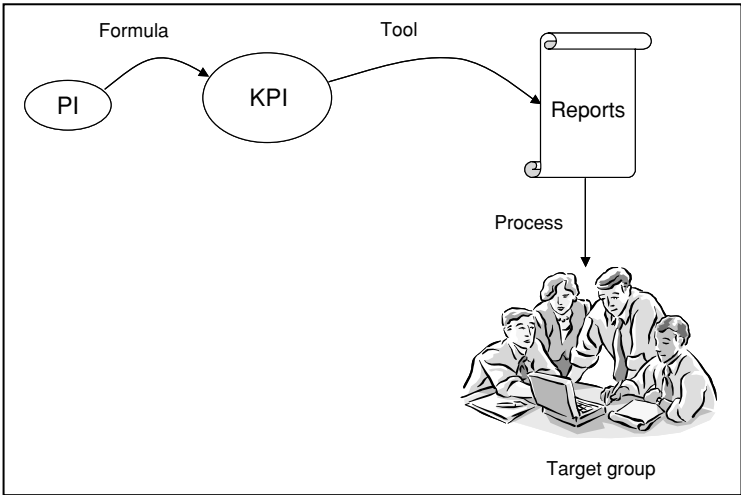 Formula
Tool
PI
KPI
Reports
Process
Target group